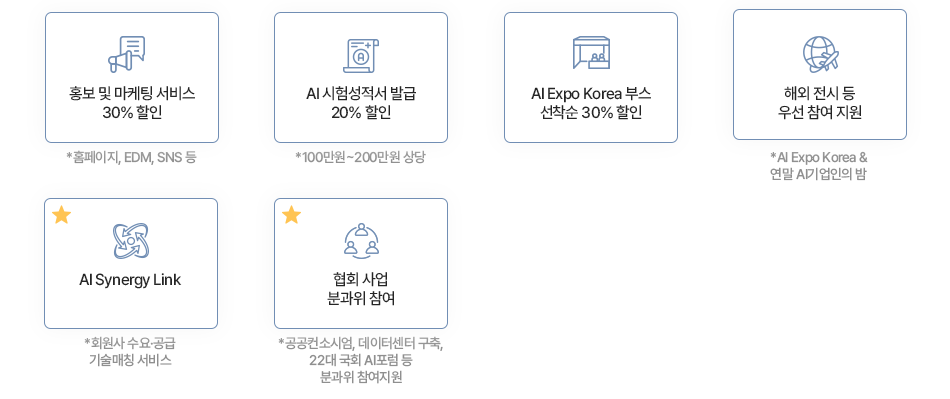 홍보 및 마케팅 서비스
30% 할인
*홈페이지, EDM, SNS 등
AI 시험성적서 발급
20% 할인
*100만원~200만원 상당
AI Expo Korea 부스
선착순 30% 할인
해외 전시 등
우선 참여 지원
*AI Expo Korea &
연말 AI기업인의 밤
AI Synergy Link
*회원사 수요·공급
기술매칭 서비스
협회 사업
분과위 참여
*공공컨소시엄, 데이터센터 구축,
22대 국회 AI포럼 등
분과위 참여지원